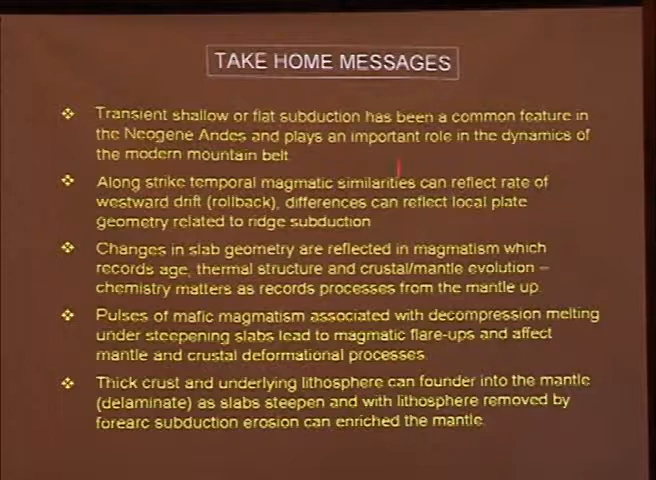 TAKE HOME MESSAGES
❖ Transient shallow or flat subduction has been a common feature in
the Neogene Andes and plays an important role in the dynamics of
the modern mountain belt.
❖ Along strike temporal magmatic similarities can reflect rate of
westward drift (rollback), differences can reflect local plate
geometry related to ridge subduction
❖ Changes in slab geometry are reflected in magmatism which
records age, thermal structure and crustal/mantle evolution –
chemistry matters as records processes from the mantle up.
❖ Pulses of mafic magmatism associated with decompression melting
under steepening slabs lead to magmatic flare-ups and affect
mantle and crustal deformational processes.
❖ Thick crust and underlying lithosphere can founder into the mantle
(delaminate) as slabs steepen and with lithosphere removed by
forearc subduction erosion can enriched the mantle.